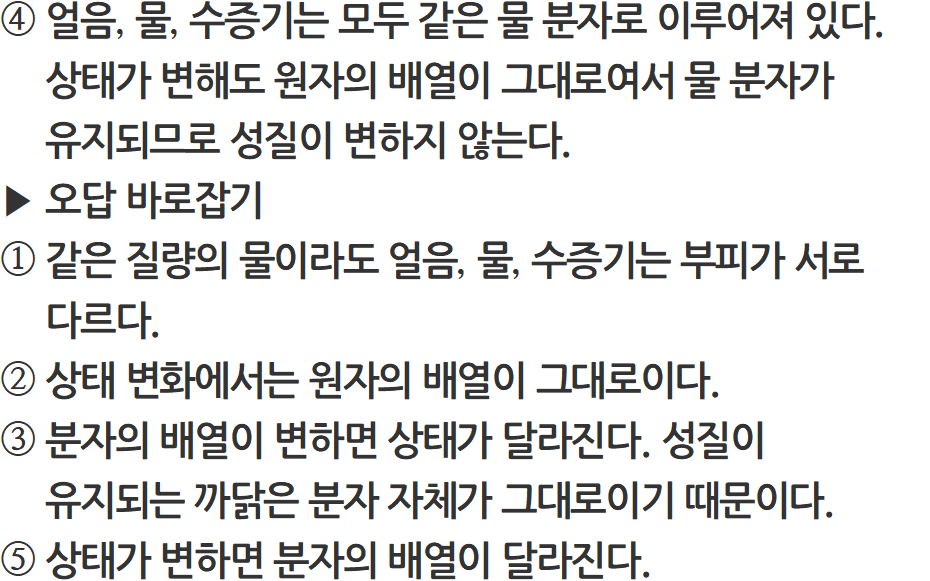 ④ 얼음, 물, 수증기는 모두 같은 물 분자로 이루어져 있다.
상태가 변해도 원자의 배열이 그대로여서 물 분자가
유지되므로 성질이 변하지 않는다.
▶ 오답 바로잡기
① 같은 질량의 물이라도 얼음, 물, 수증기는 부피가 서로
다르다.
② 상태 변화에서는 원자의 배열이 그대로이다.
③ 분자의 배열이 변하면 상태가 달라진다. 성질이
유지되는 까닭은 분자 자체가 그대로이기 때문이다.
⑤ 상태가 변하면 분자의 배열이 달라진다.